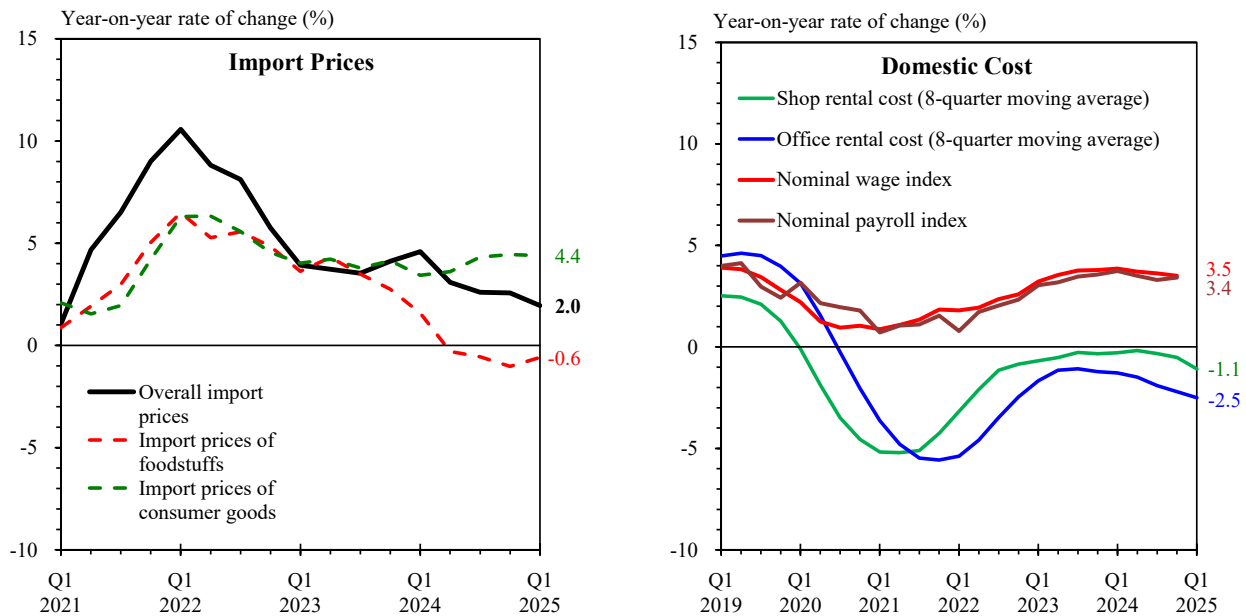 Year-on-year rate of change (%)
Import Prices
15
10
5
0
-5
-10
4.4
2.0
-0.6
Overall import
prices
Import prices of
foodstuffs
Import prices of
consumer goods
Q1 Q1 Q1 Q1 Q1
2021 2022 2023 2024 2025
Year-on-year rate of change (%)
Domestic Cost
15
10
5
0
-5
-10
Shop rental cost (8-quarter moving average)
Office rental cost (8-quarter moving average)
Nominal wage index
Nominal payroll index
3.5
3.4
-1.1
-2.5
Q1 Q1 Q1 Q1 Q1 Q1 Q1
2019 2020 2021 2022 2023 2024 2025